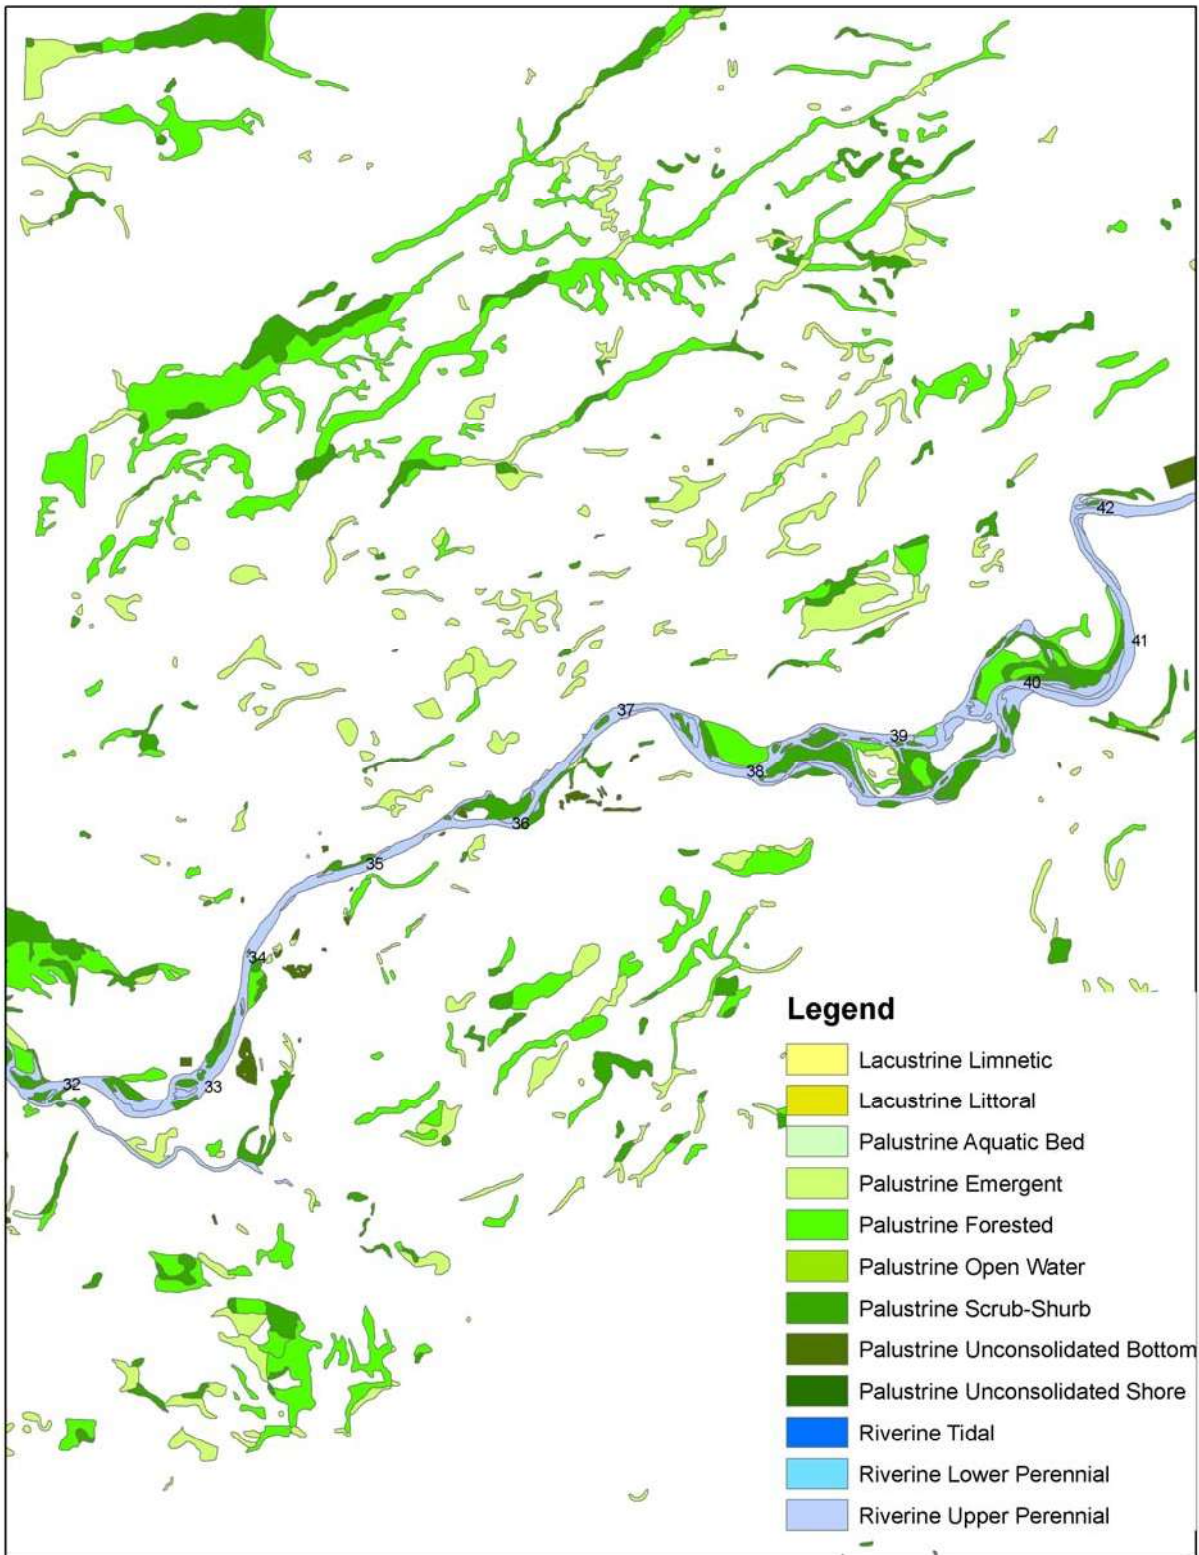 42
41
40
37
39
38
36
35
34
32
33
Legend
Lacustrine Limnetic
Lacustrine Littoral
Palustrine Aquatic Bed
Palustrine Emergent
Palustrine Forested
Palustrine Open Water
Palustrine Scrub-Shurb
Palustrine Unconsolidated Bottom
Palustrine Unconsolidated Shore
Riverine Tidal
Riverine Lower Perennial
Riverine Upper Perennial